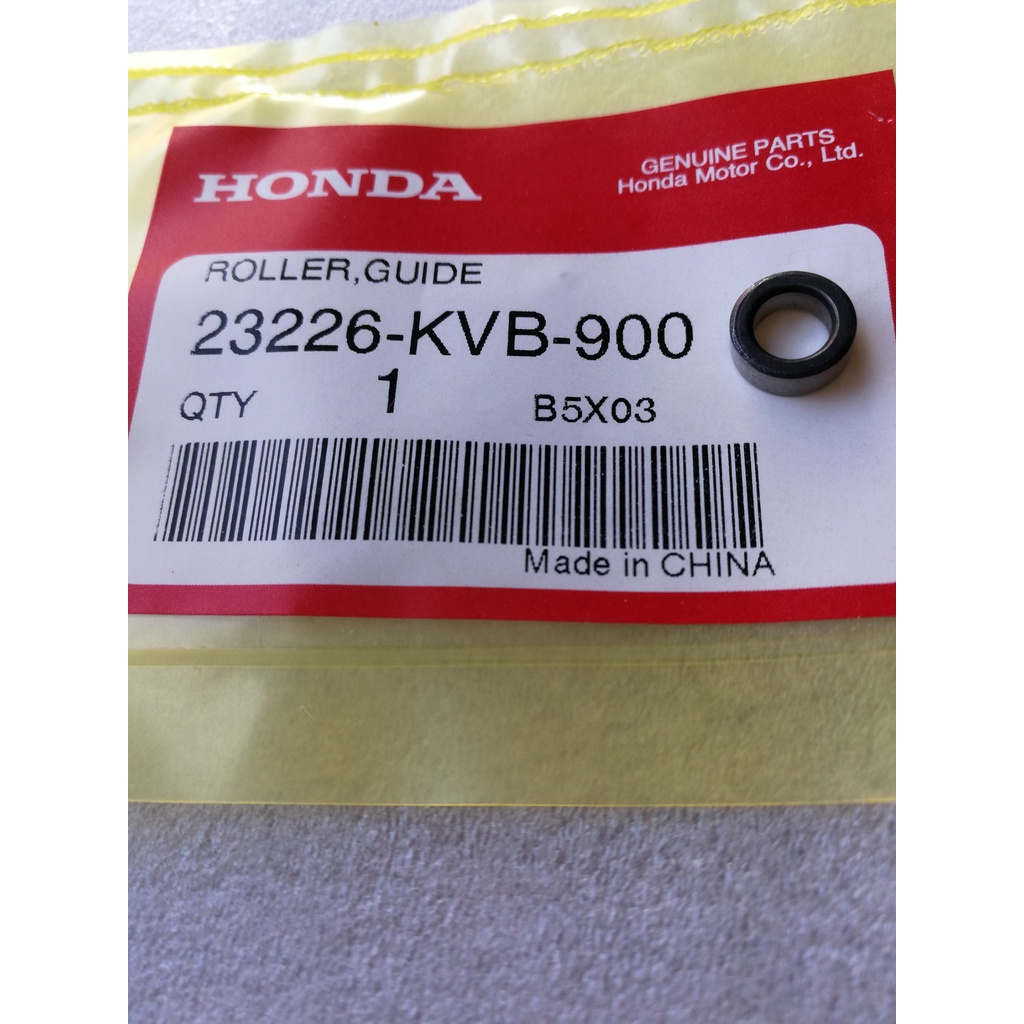 HONDA
GENUINE PARTS
Honda Motor Co., Ltd.
ROLLER,GUIDE
23226-KVB-900
QTY 1 B5X03
Made in CHINA